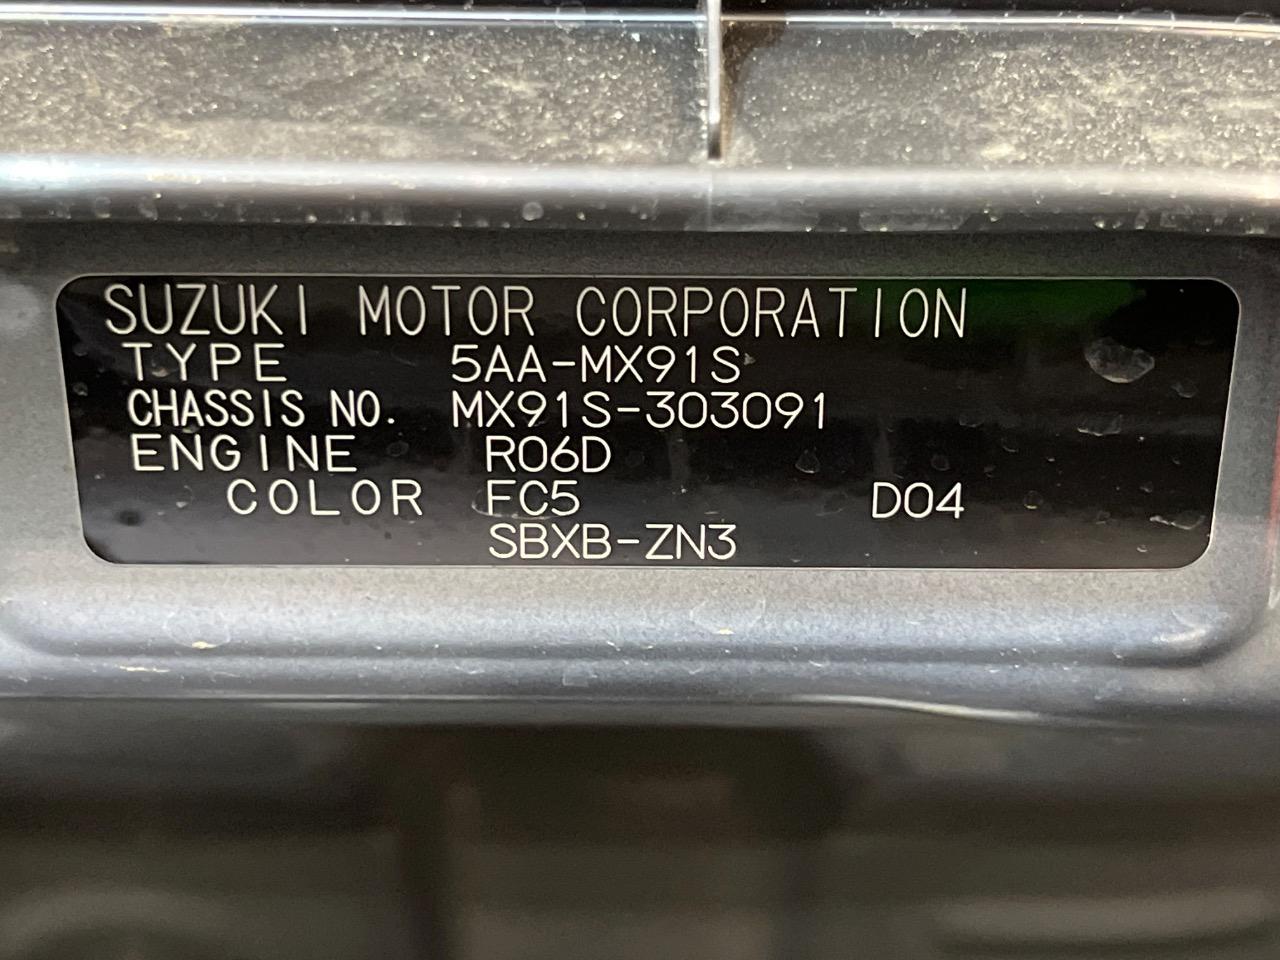 SUZUKI MOTOR CORPORATION
TYPE 5AA-MX91S
CHASSIS NO. MX91S-303091
ENGINE R06D
COLOR FC5 D04
SBXB-ZN3